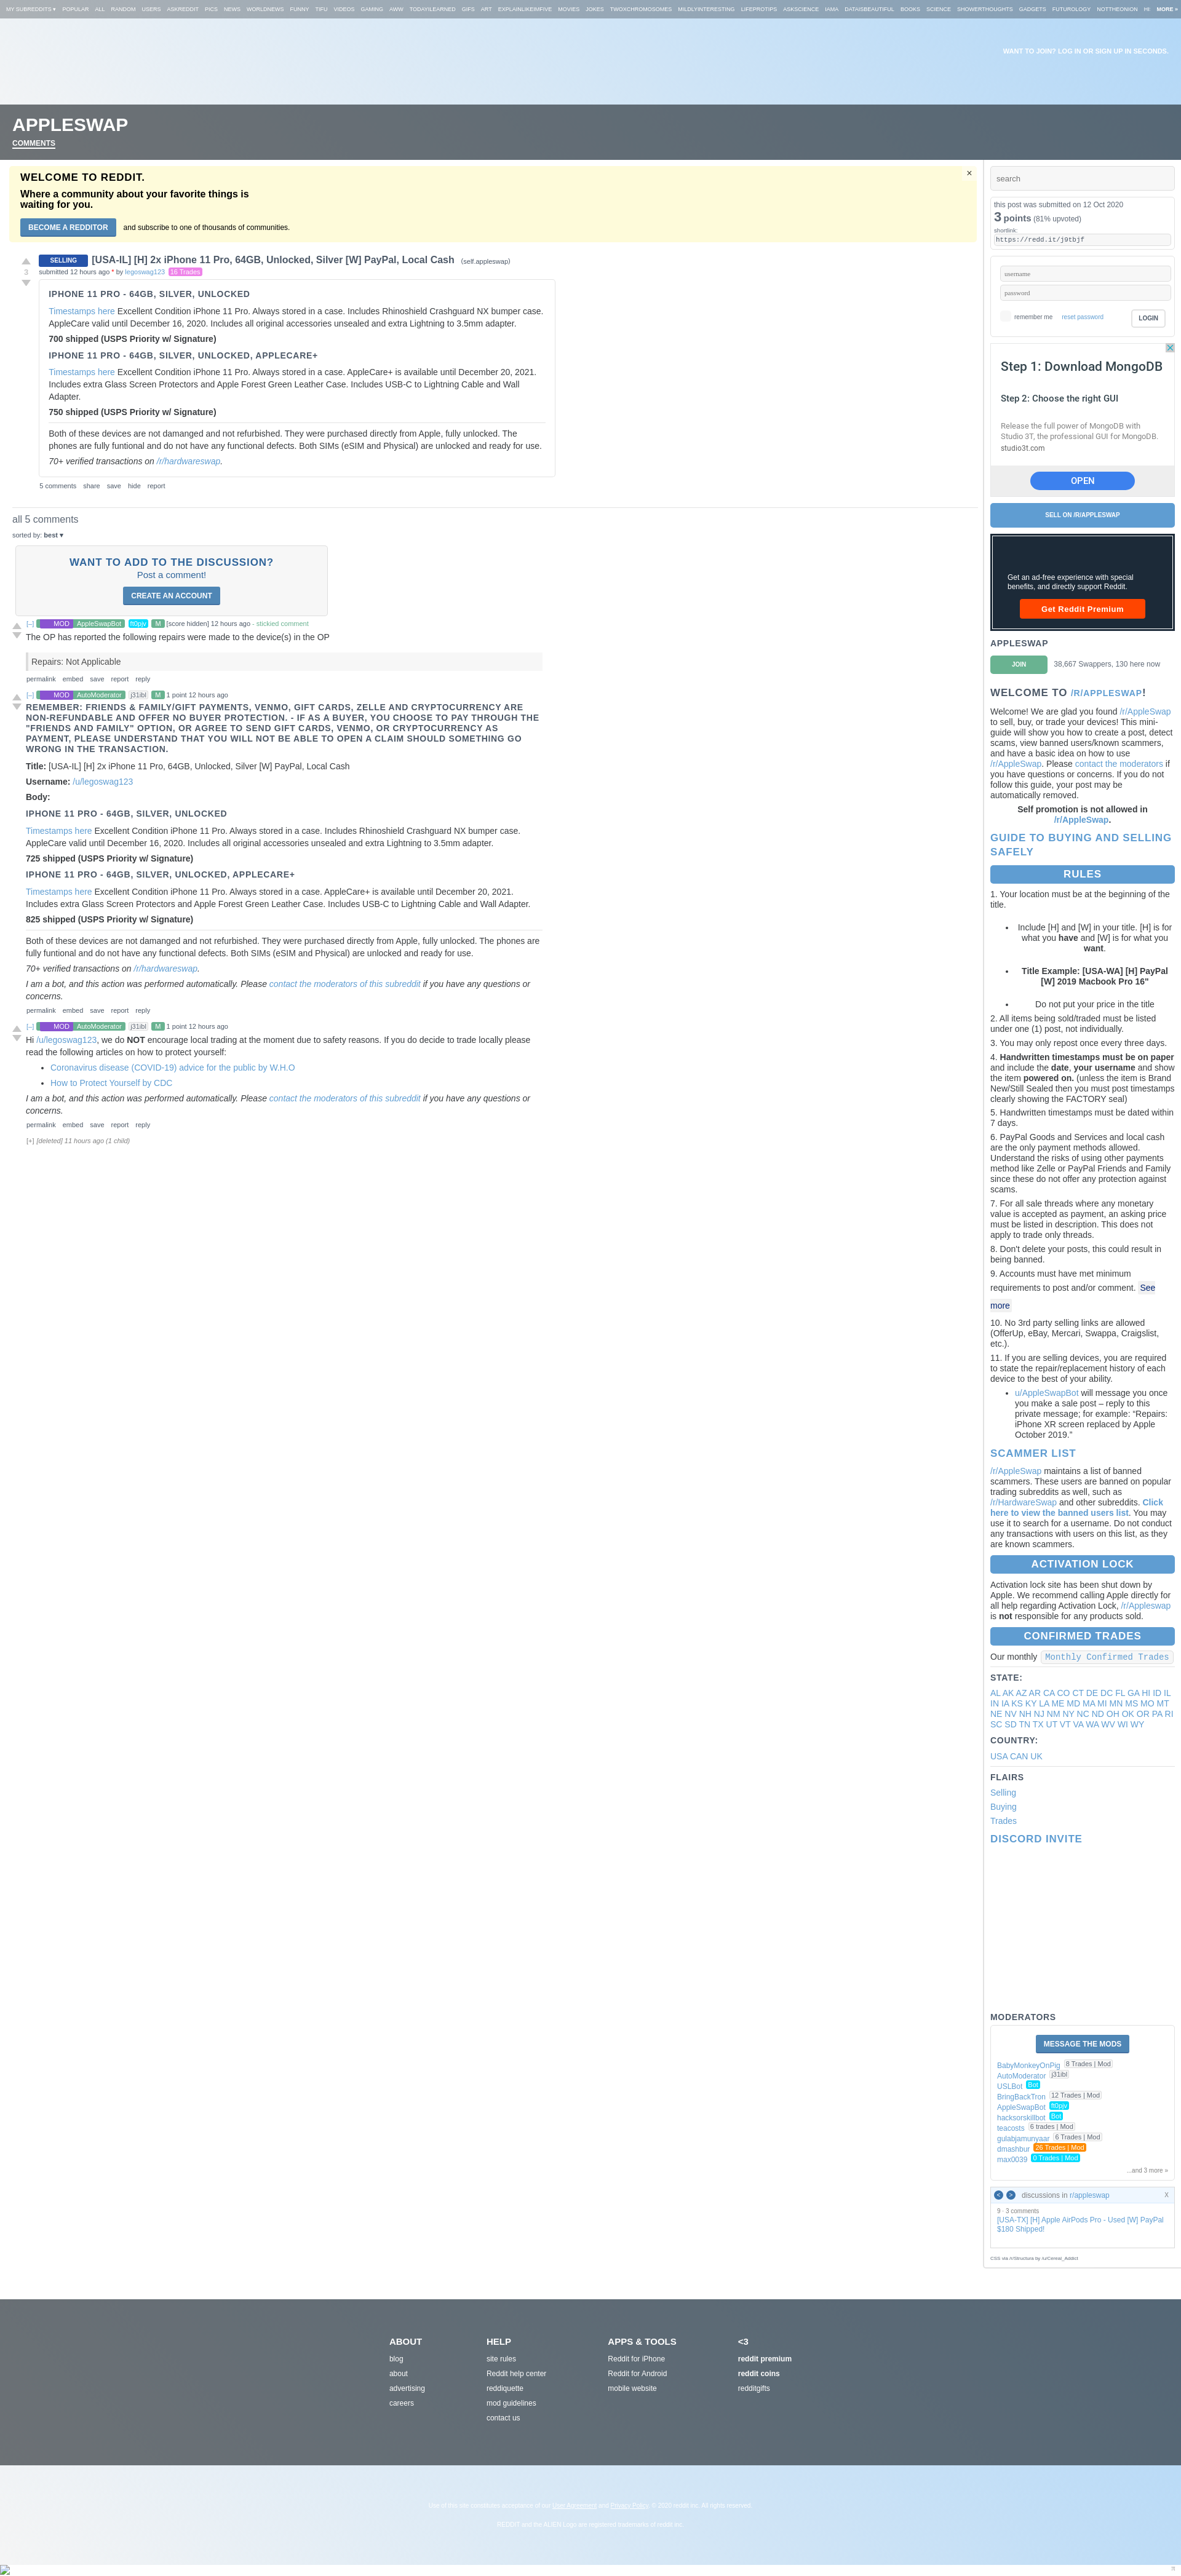 MY SUBREDDITS ▾ POPULAR ALL RANDOM USERS ASKREDDIT PICS NEWS WORLDNEWS FUNNY TIFU VIDEOS GAMING AWW TODAYILEARNED GIFS ART EXPLAINLIKEIMFIVE MOVIES JOKES TWOXCHROMOSOMES MILDLYINTERESTING LIFEPROTIPS ASKSCIENCE IAMA DATAISBEAUTIFUL BOOKS SCIENCE SHOWERTHOUGHTS GADGETS FUTUROLOGY NOTTHEONION HI MORE »
WANT TO JOIN? LOG IN OR SIGN UP IN SECONDS.
APPLESWAP
COMMENTS
WELCOME TO REDDIT.
Where a community about your favorite things is
waiting for you.
BECOME A REDDITOR and subscribe to one of thousands of communities.
×
3
SELLING [USA-IL] [H] 2x iPhone 11 Pro, 64GB, Unlocked, Silver [W] PayPal, Local Cash (self.appleswap)
submitted 12 hours ago * by legoswag123 16 Trades
IPHONE 11 PRO - 64GB, SILVER, UNLOCKED
Timestamps here Excellent Condition iPhone 11 Pro. Always stored in a case. Includes Rhinoshield Crashguard NX bumper case.
AppleCare valid until December 16, 2020. Includes all original accessories unsealed and extra Lightning to 3.5mm adapter.
700 shipped (USPS Priority w/ Signature)
IPHONE 11 PRO - 64GB, SILVER, UNLOCKED, APPLECARE+
Timestamps here Excellent Condition iPhone 11 Pro. Always stored in a case. AppleCare+ is available until December 20, 2021.
Includes extra Glass Screen Protectors and Apple Forest Green Leather Case. Includes USB-C to Lightning Cable and Wall
Adapter.
750 shipped (USPS Priority w/ Signature)
Both of these devices are not damanged and not refurbished. They were purchased directly from Apple, fully unlocked. The
phones are fully funtional and do not have any functional defects. Both SIMs (eSIM and Physical) are unlocked and ready for use.
70+ verified transactions on /r/hardwareswap.
5 comments share save hide report
all 5 comments
sorted by: best ▾
WANT TO ADD TO THE DISCUSSION?
Post a comment!
CREATE AN ACCOUNT
[–] MOD AppleSwapBot ft0pjv M [score hidden] 12 hours ago - stickied comment
The OP has reported the following repairs were made to the device(s) in the OP
Repairs: Not Applicable
permalink embed save report reply
[–] MOD AutoModerator j31ibl M 1 point 12 hours ago
REMEMBER: FRIENDS & FAMILY/GIFT PAYMENTS, VENMO, GIFT CARDS, ZELLE AND CRYPTOCURRENCY ARE
NON-REFUNDABLE AND OFFER NO BUYER PROTECTION. - IF AS A BUYER, YOU CHOOSE TO PAY THROUGH THE
"FRIENDS AND FAMILY" OPTION, OR AGREE TO SEND GIFT CARDS, VENMO, OR CRYPTOCURRENCY AS
PAYMENT, PLEASE UNDERSTAND THAT YOU WILL NOT BE ABLE TO OPEN A CLAIM SHOULD SOMETHING GO
WRONG IN THE TRANSACTION.
Title: [USA-IL] [H] 2x iPhone 11 Pro, 64GB, Unlocked, Silver [W] PayPal, Local Cash
Username: /u/legoswag123
Body:
IPHONE 11 PRO - 64GB, SILVER, UNLOCKED
Timestamps here Excellent Condition iPhone 11 Pro. Always stored in a case. Includes Rhinoshield Crashguard NX bumper case.
AppleCare valid until December 16, 2020. Includes all original accessories unsealed and extra Lightning to 3.5mm adapter.
725 shipped (USPS Priority w/ Signature)
IPHONE 11 PRO - 64GB, SILVER, UNLOCKED, APPLECARE+
Timestamps here Excellent Condition iPhone 11 Pro. Always stored in a case. AppleCare+ is available until December 20, 2021.
Includes extra Glass Screen Protectors and Apple Forest Green Leather Case. Includes USB-C to Lightning Cable and Wall Adapter.
825 shipped (USPS Priority w/ Signature)
Both of these devices are not damanged and not refurbished. They were purchased directly from Apple, fully unlocked. The phones are
fully funtional and do not have any functional defects. Both SIMs (eSIM and Physical) are unlocked and ready for use.
70+ verified transactions on /r/hardwareswap.
I am a bot, and this action was performed automatically. Please contact the moderators of this subreddit if you have any questions or
concerns.
permalink embed save report reply
[–] MOD AutoModerator j31ibl M 1 point 12 hours ago
Hi /u/legoswag123, we do NOT encourage local trading at the moment due to safety reasons. If you do decide to trade locally please
read the following articles on how to protect yourself:
• Coronavirus disease (COVID-19) advice for the public by W.H.O
• How to Protect Yourself by CDC
I am a bot, and this action was performed automatically. Please contact the moderators of this subreddit if you have any questions or
concerns.
permalink embed save report reply
[+] [deleted] 11 hours ago (1 child)
search
this post was submitted on 12 Oct 2020
3 points (81% upvoted)
shortlink:
https://redd.it/j9tbjf
username
password
remember me reset password LOGIN
Step 1: Download MongoDB
Step 2: Choose the right GUI
Release the full power of MongoDB with
Studio 3T, the professional GUI for MongoDB.
studio3t.com
OPEN
SELL ON /R/APPLESWAP
Get an ad-free experience with special
benefits, and directly support Reddit.
Get Reddit Premium
APPLESWAP
JOIN 38,667 Swappers, 130 here now
WELCOME TO /R/APPLESWAP!
Welcome! We are glad you found /r/AppleSwap
to sell, buy, or trade your devices! This mini-
guide will show you how to create a post, detect
scams, view banned users/known scammers,
and have a basic idea on how to use
/r/AppleSwap. Please contact the moderators if
you have questions or concerns. If you do not
follow this guide, your post may be
automatically removed.
Self promotion is not allowed in
/r/AppleSwap.
GUIDE TO BUYING AND SELLING
SAFELY
RULES
1. Your location must be at the beginning of the
title.
• Include [H] and [W] in your title. [H] is for
what you have and [W] is for what you
want.
• Title Example: [USA-WA] [H] PayPal
[W] 2019 Macbook Pro 16"
• Do not put your price in the title
2. All items being sold/traded must be listed
under one (1) post, not individually.
3. You may only repost once every three days.
4. Handwritten timestamps must be on paper
and include the date, your username and show
the item powered on. (unless the item is Brand
New/Still Sealed then you must post timestamps
clearly showing the FACTORY seal)
5. Handwritten timestamps must be dated within
7 days.
6. PayPal Goods and Services and local cash
are the only payment methods allowed.
Understand the risks of using other payments
method like Zelle or PayPal Friends and Family
since these do not offer any protection against
scams.
7. For all sale threads where any monetary
value is accepted as payment, an asking price
must be listed in description. This does not
apply to trade only threads.
8. Don't delete your posts, this could result in
being banned.
9. Accounts must have met minimum
requirements to post and/or comment. See
more
10. No 3rd party selling links are allowed
(OfferUp, eBay, Mercari, Swappa, Craigslist,
etc.).
11. If you are selling devices, you are required
to state the repair/replacement history of each
device to the best of your ability.
• u/AppleSwapBot will message you once
you make a sale post – reply to this
private message; for example: “Repairs:
iPhone XR screen replaced by Apple
October 2019.”
SCAMMER LIST
/r/AppleSwap maintains a list of banned
scammers. These users are banned on popular
trading subreddits as well, such as
/r/HardwareSwap and other subreddits. Click
here to view the banned users list. You may
use it to search for a username. Do not conduct
any transactions with users on this list, as they
are known scammers.
ACTIVATION LOCK
Activation lock site has been shut down by
Apple. We recommend calling Apple directly for
all help regarding Activation Lock, /r/Appleswap
is not responsible for any products sold.
CONFIRMED TRADES
Our monthly Monthly Confirmed Trades
STATE:
AL AK AZ AR CA CO CT DE DC FL GA HI ID IL
IN IA KS KY LA ME MD MA MI MN MS MO MT
NE NV NH NJ NM NY NC ND OH OK OR PA RI
SC SD TN TX UT VT VA WA WV WI WY
COUNTRY:
USA CAN UK
FLAIRS
Selling
Buying
Trades
DISCORD INVITE
MODERATORS
MESSAGE THE MODS
BabyMonkeyOnPig 8 Trades | Mod
AutoModerator j31ibl
USLBot Bot
BringBackTron 12 Trades | Mod
AppleSwapBot ft0pjv
hacksorskillbot Bot
teacosts 6 trades | Mod
gulabjamunyaar 6 Trades | Mod
dmashbur 26 Trades | Mod
max0039 0 Trades | Mod
...and 3 more »
< > discussions in r/appleswap X
9 · 3 comments
[USA-TX] [H] Apple AirPods Pro - Used [W] PayPal
$180 Shipped!
CSS via /r/Structura by /u/Cereal_Addict
ABOUT
blog
about
advertising
careers
HELP
site rules
Reddit help center
reddiquette
mod guidelines
contact us
APPS & TOOLS
Reddit for iPhone
Reddit for Android
mobile website
<3
reddit premium
reddit coins
redditgifts
Use of this site constitutes acceptance of our User Agreement and Privacy Policy. © 2020 reddit inc. All rights reserved.
REDDIT and the ALIEN Logo are registered trademarks of reddit inc.
π